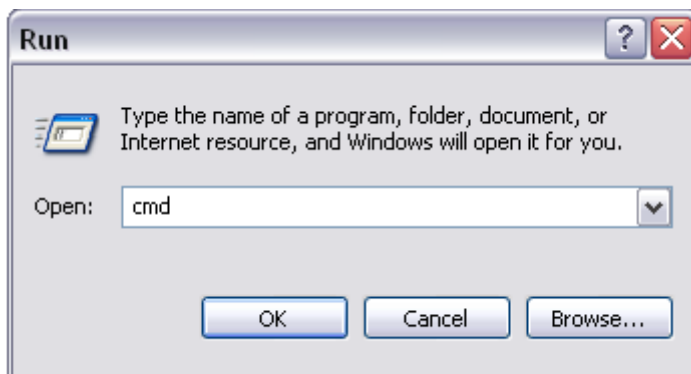 Run
Type the name of a program, folder, document, or
Internet resource, and Windows will open it for you.
Open: cmd
OK Cancel Browse...